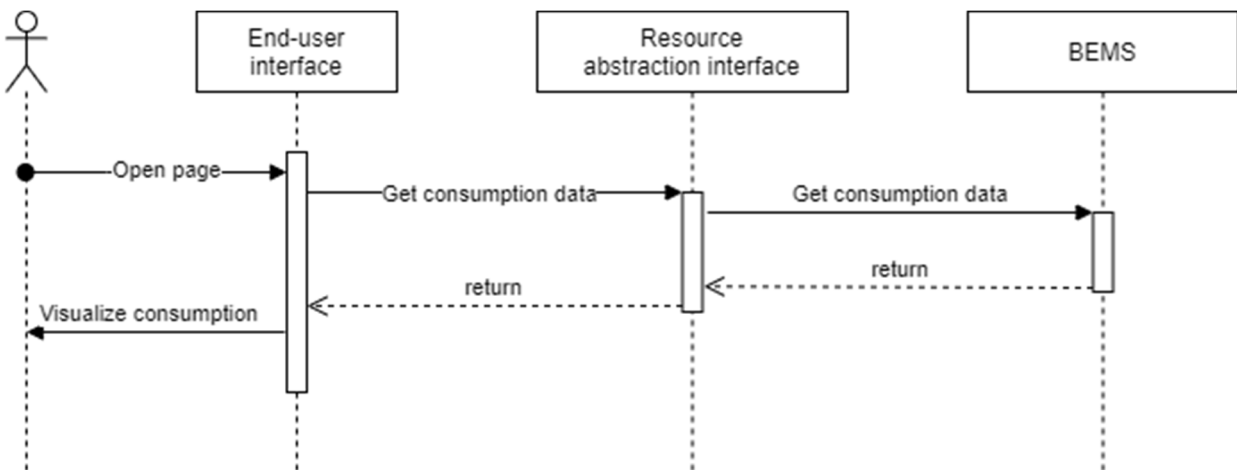 End-user
interface
Resource
abstraction interface
BEMS
Open page
Get consumption data
Get consumption data
return
return
Visualize consumption